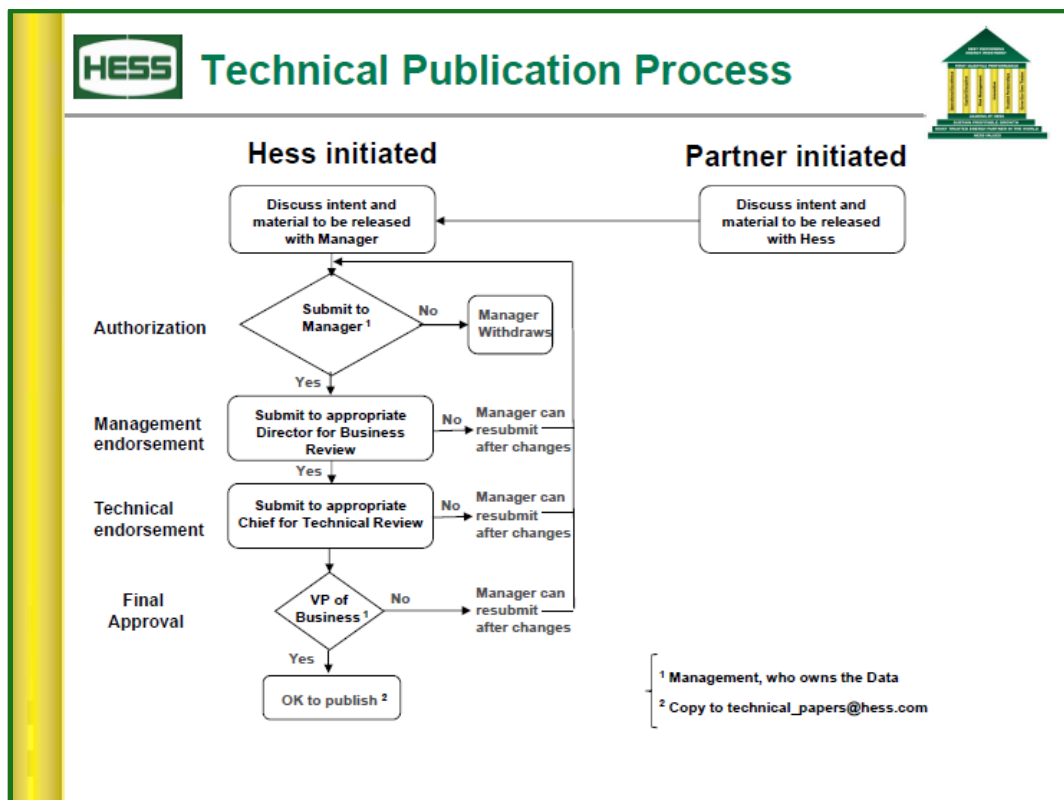 HESS
Technical Publication Process
Hess initiated
Partner initiated
Discuss intent and
material to be released
with Manager
Discuss intent and
material to be released
with Hess
Authorization
Submit to
Manager 1
No
Manager
Withdraws
Yes
Management
endorsement
Submit to appropriate
Director for Business
Review
No
Manager can
resubmit
after changes
Yes
Technical
endorsement
Submit to appropriate
Chief for Technical Review
No
Manager can
resubmit
after changes
Final
Approval
VP of
Business 1
No
Manager can
resubmit
after changes
Yes
OK to publish 2
1 Management, who owns the Data
2 Copy to technical_papers@hess.com